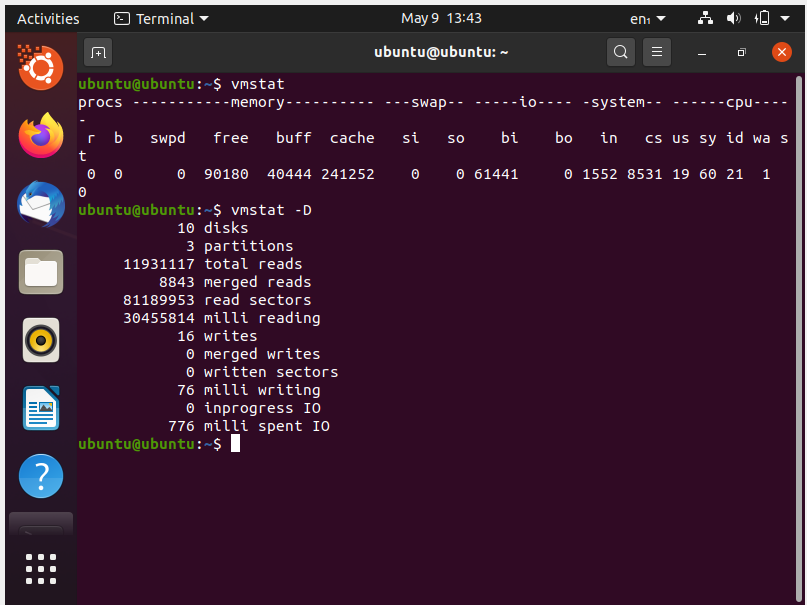 Activities Terminal May 9 13:43 en₁
ubuntu@ubuntu: ~
ubuntu@ubuntu:~$ vmstat
procs -----------memory---------- ---swap-- -----io---- -system-- ------cpu----
-
 r  b   swpd   free   buff  cache   si   so    bi    bo   in   cs us sy id wa s
t
 0  0      0  90180  40444 241252    0    0 61441     0 1552 8531 19 60 21  1 
0
ubuntu@ubuntu:~$ vmstat -D
           10 disks
            3 partitions
     11931117 total reads
         8843 merged reads
     81189953 read sectors
     30455814 milli reading
           16 writes
            0 merged writes
            0 written sectors
           76 milli writing
            0 inprogress IO
          776 milli spent IO
ubuntu@ubuntu:~$